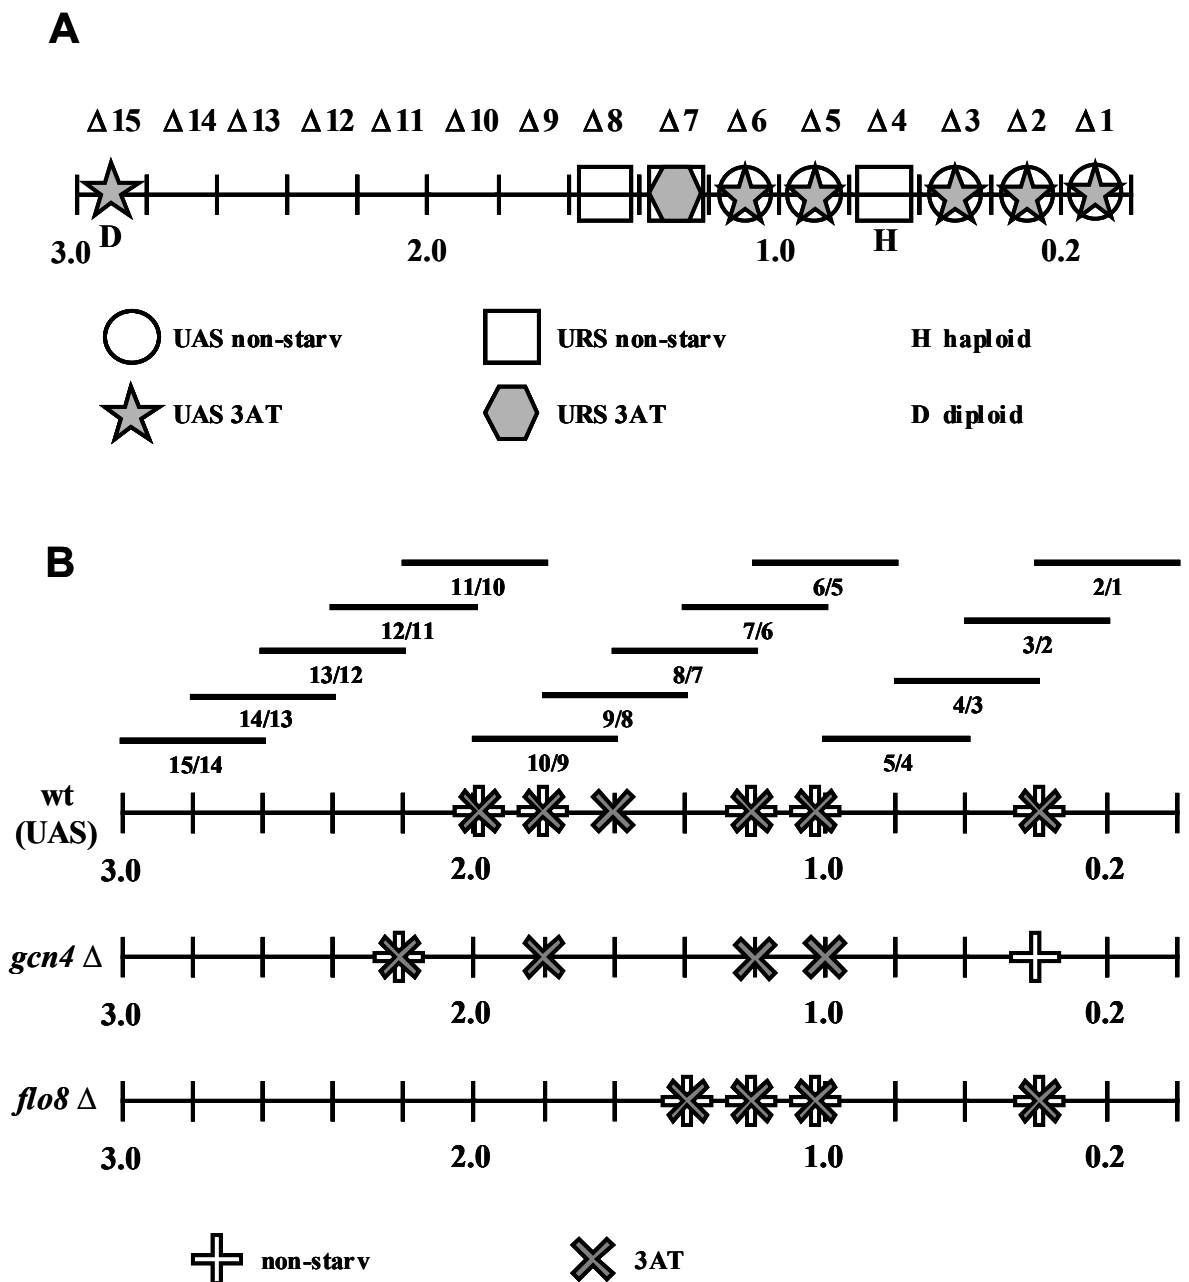 A
Δ15 Δ14 Δ13 Δ12 Δ11 Δ10 Δ9 Δ8 Δ7 Δ6 Δ5 Δ4 Δ3 Δ2 Δ1
3.0 D 2.0 1.0 H 0.2
UAS non-starv URS non-starv H haploid
UAS 3AT URS 3AT D diploid
B
11/10 6/5 2/1
12/11 7/6 3/2
13/12 8/7
14/13 9/8 4/3
15/14 10/9 5/4
wt
(UAS)
3.0 2.0 1.0 0.2
gcn4 Δ
3.0 2.0 1.0 0.2
flo8 Δ
3.0 2.0 1.0 0.2
non-starv 3AT